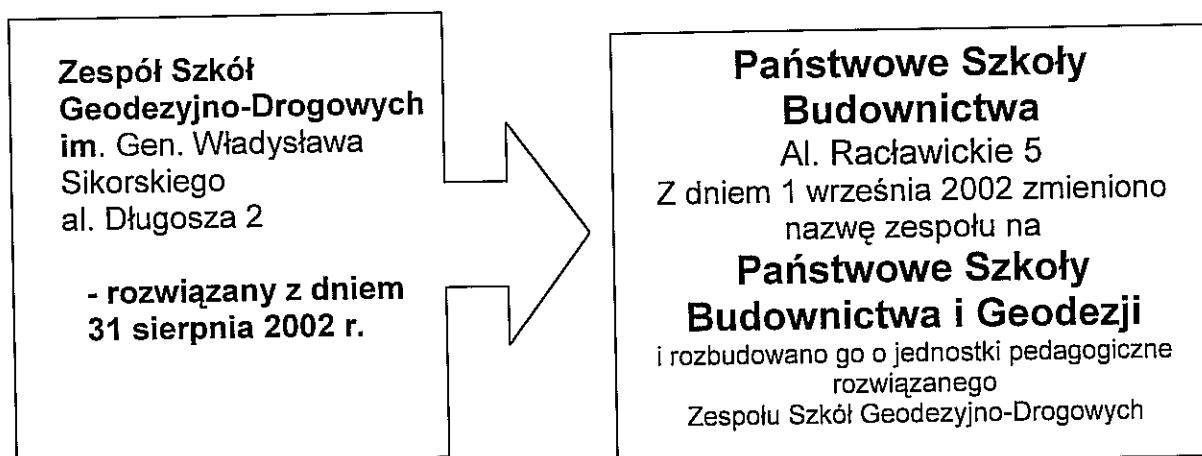 Zespół Szkół
Geodezyjno-Drogowych
im. Gen. Władysława
Sikorskiego
al. Długosza 2
- rozwiązany z dniem
31 sierpnia 2002 r.
Państwowe Szkoły
Budownictwa
Al. Racławickie 5
Z dniem 1 września 2002 zmieniono
nazwę zespołu na
Państwowe Szkoły
Budownictwa i Geodezji
i rozbudowano go o jednostki pedagogiczne
rozwiązanego
Zespołu Szkół Geodezyjno-Drogowych